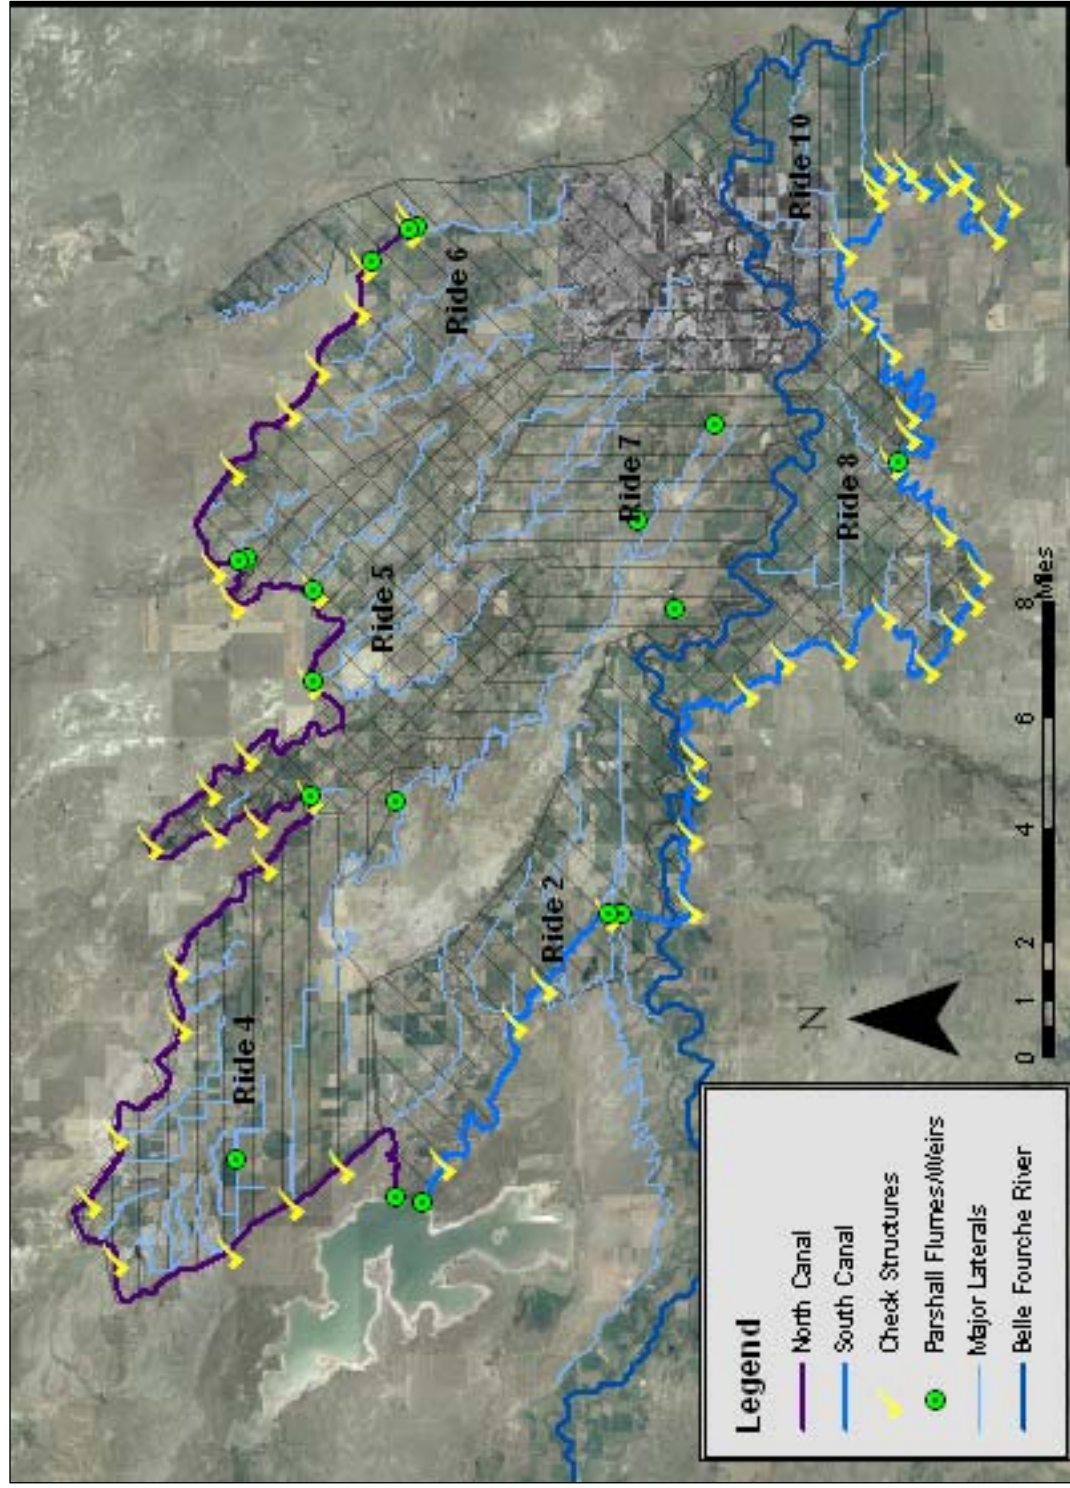 Ride 4
Ride 5
Ride 6
Ride 2
Ride 7
Ride 8
Ride 10
N
0 1 2 4 6 8
Miles
Legend
North Canal
South Canal
Check Structures
Parshall Flumes/Weirs
Major Laterals
Belle Fourche River